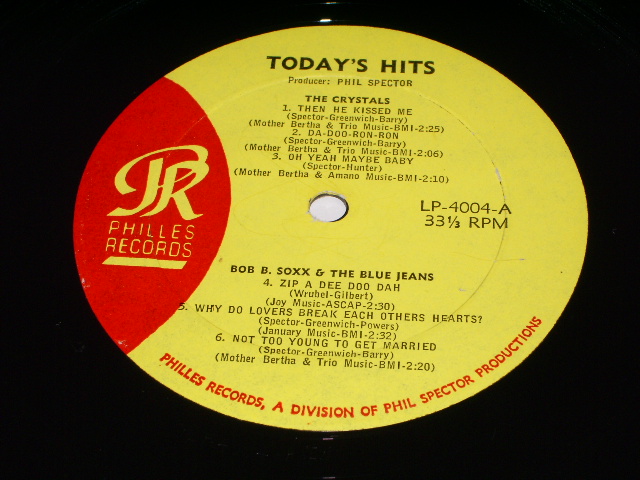 TODAY'S HITS
Producer: PHIL SPECTOR
THE CRYSTALS
1. THEN HE KISSED ME
(Spector-Greenwich-Barry)
(Mother Bertha & Trio Music-BMI-2:25)
2. DA-DOO-RON-RON
(Spector-Greenwich-Barry)
(Mother Bertha & Trio Music-BMI-2:06)
3. OH YEAH MAYBE BABY
(Spector-Hunter)
(Mother Bertha & Amano Music-BMI-2:10)
PR
PHILLES
RECORDS
LP-4004-A
33⅓ RPM
BOB B. SOXX & THE BLUE JEANS
4. ZIP A DEE DOO DAH
(Wrubel-Gilbert)
(Joy Music-ASCAP-2:30)
5. WHY DO LOVERS BREAK EACH OTHERS HEARTS?
(Spector-Greenwich-Powers)
(January Music-BMI-2:32)
6. NOT TOO YOUNG TO GET MARRIED
(Spector-Greenwich-Barry)
(Mother Bertha & Trio Music-BMI-2:20)
PHILLES RECORDS, A DIVISION OF PHIL SPECTOR PRODUCTIONS